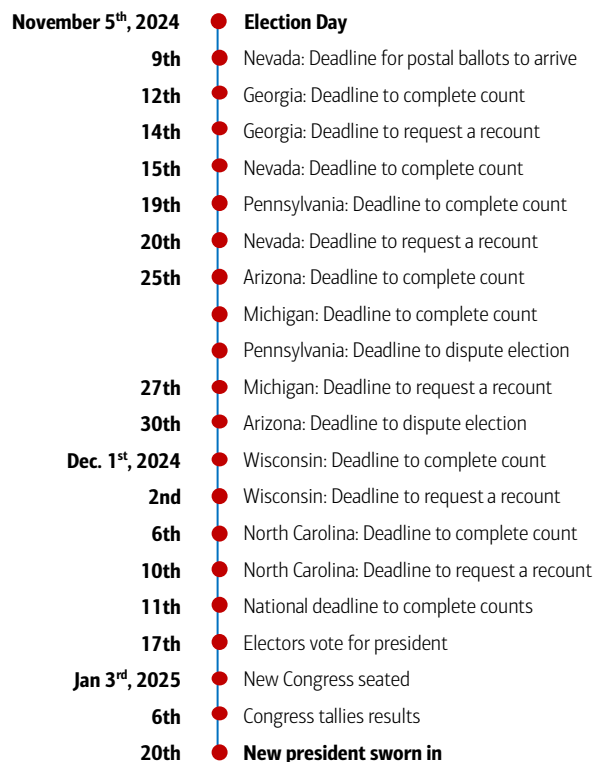 November 5th, 2024 Election Day
9th Nevada: Deadline for postal ballots to arrive
12th Georgia: Deadline to complete count
14th Georgia: Deadline to request a recount
15th Nevada: Deadline to complete count
19th Pennsylvania: Deadline to complete count
20th Nevada: Deadline to request a recount
25th Arizona: Deadline to complete count
Michigan: Deadline to complete count
Pennsylvania: Deadline to dispute election
27th Michigan: Deadline to request a recount
30th Arizona: Deadline to dispute election
Dec. 1st, 2024 Wisconsin: Deadline to complete count
2nd Wisconsin: Deadline to request a recount
6th North Carolina: Deadline to complete count
10th North Carolina: Deadline to request a recount
11th National deadline to complete counts
17th Electors vote for president
Jan 3rd, 2025 New Congress seated
6th Congress tallies results
20th New president sworn in